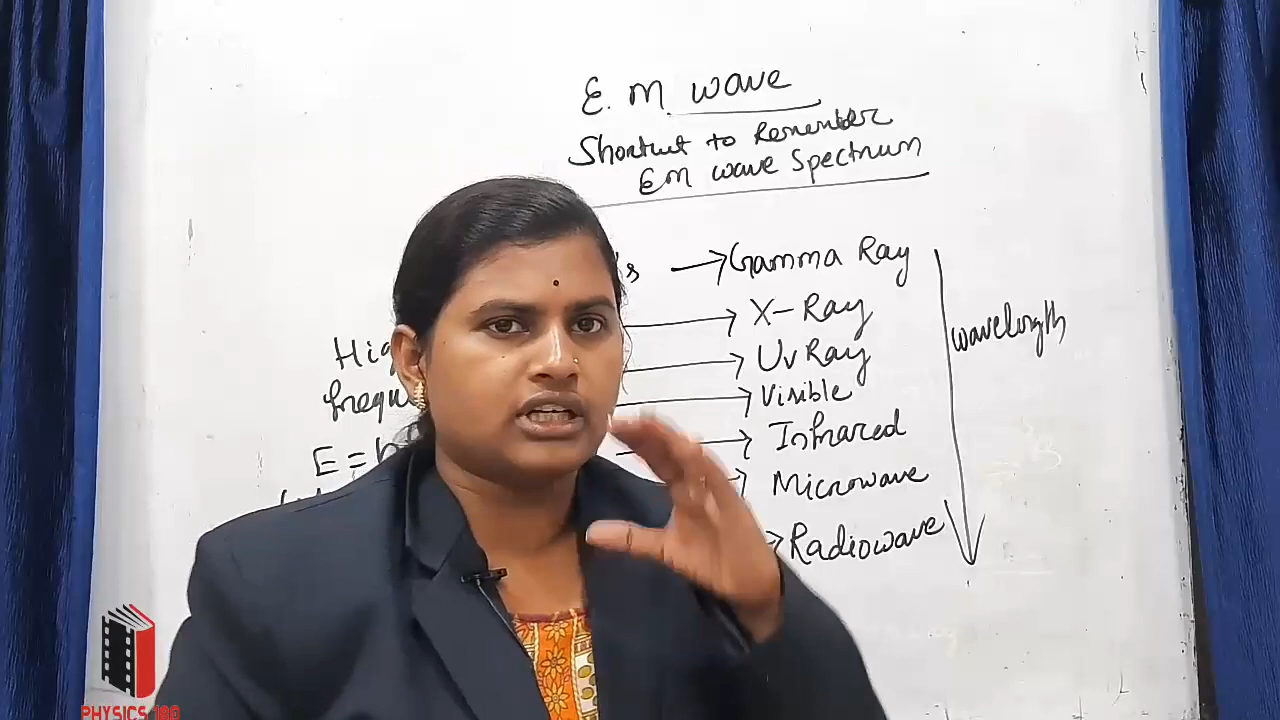 E.M wave
Shortcut to Remember
EM wave Spectrum
Gamma Ray
X-Ray
Uv Ray
Visible
Infrared
Microwave
Radiowave
wavelength
E=
PHYSICS